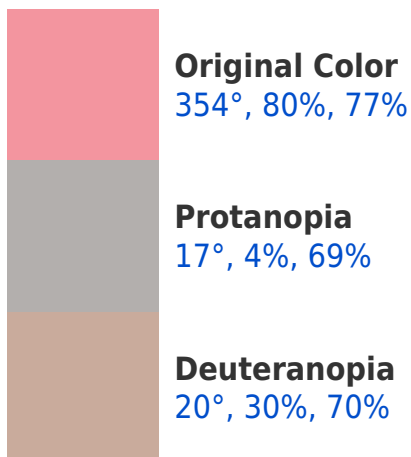 Original Color
354°, 80%, 77%
Protanopia
17°, 4%, 69%
Deuteranopia
20°, 30%, 70%